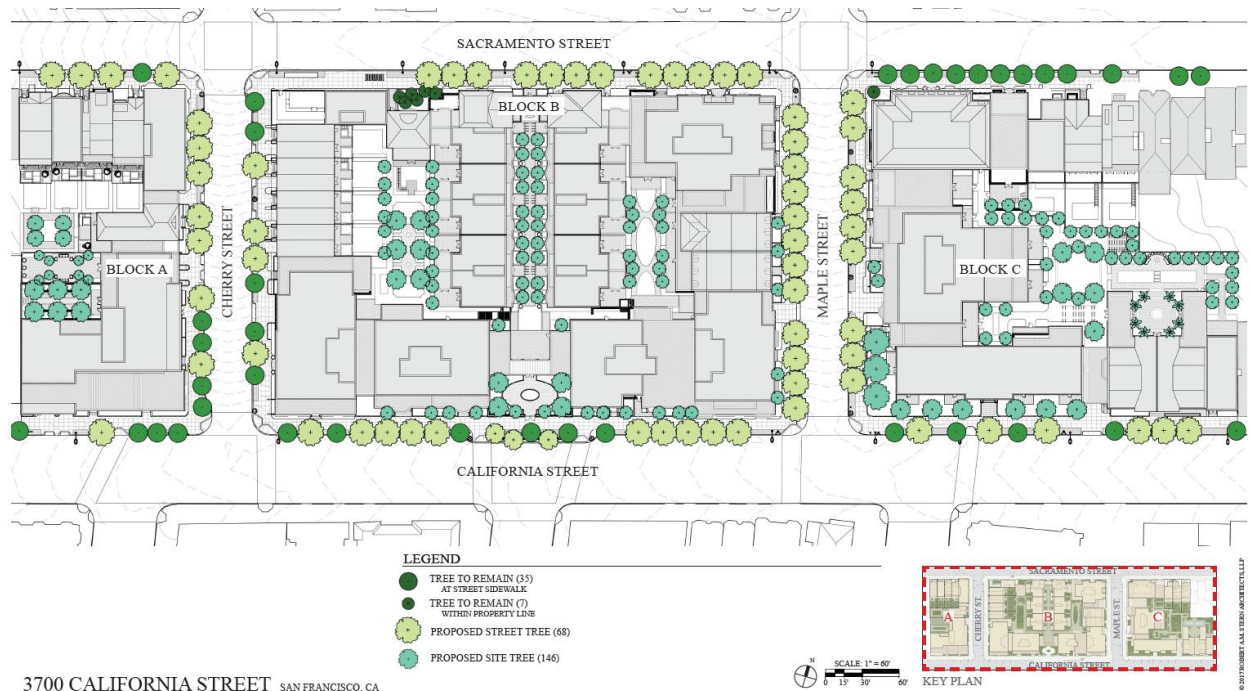 SACRAMENTO STREET
BLOCK B
CHERRY STREET
MAPLE STREET
BLOCK A
BLOCK C
CALIFORNIA STREET
LEGEND
TREE TO REMAIN (35)
AT STREET SIDEWALK
TREE TO REMAIN (7)
WITHIN PROPERTY LINE
PROPOSED STREET TREE (68)
PROPOSED SITE TREE (146)
N
SCALE: 1" = 60'
0 15' 30' 60'
SACRAMENTO STREET
A
CHERRY ST.
B
MAPLE ST.
C
CALIFORNIA STREET
KEY PLAN
© 2017 ROBERT A.M. STERN ARCHITECTS, LLP
3700 CALIFORNIA STREET SAN FRANCISCO, CA